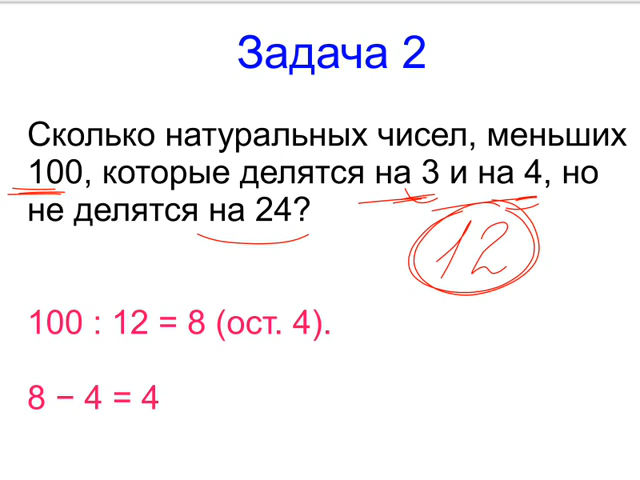 Задача 2
Сколько натуральных чисел, меньших
100, которые делятся на 3 и на 4, но
не делятся на 24?
12
100 : 12 = 8 (ост. 4).
8 − 4 = 4